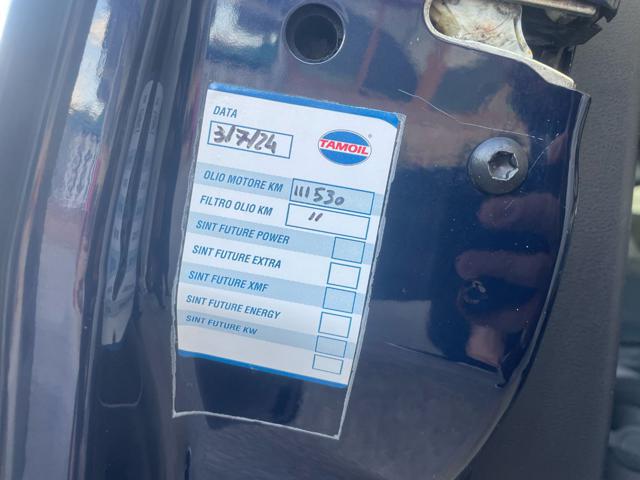 DATA
3/7/24
TAMOIL
OLIO MOTORE KM 111530
FILTRO OLIO KM "
SINT FUTURE POWER
SINT FUTURE EXTRA
SINT FUTURE XMF
SINT FUTURE ENERGY
SINT FUTURE KW